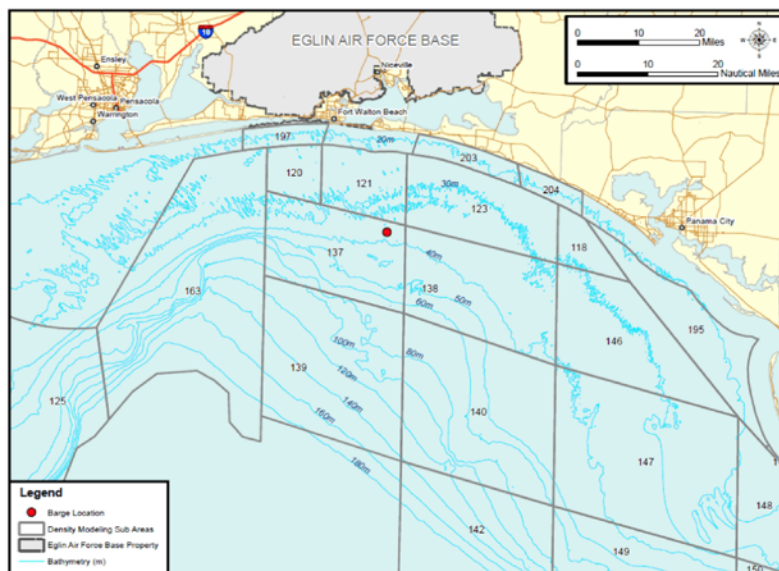 10
EGLIN AIR FORCE BASE
Ensley
Niceville
West Pensacola
Pensacola
Warrington
Fort Walton Beach
0 10 20
Miles
0 10 20
Nautical Miles
N
W E
S
197
20m
203
204
120
121
30m
123
118
Panama City
137
40m
163
138
50m
60m
195
146
100m
80m
139
120m
125
140m
140
160m
147
180m
148
142
149
150
Legend
Barge Location
Density Modeling Sub Areas
Eglin Air Force Base Property
Bathymetry (m)